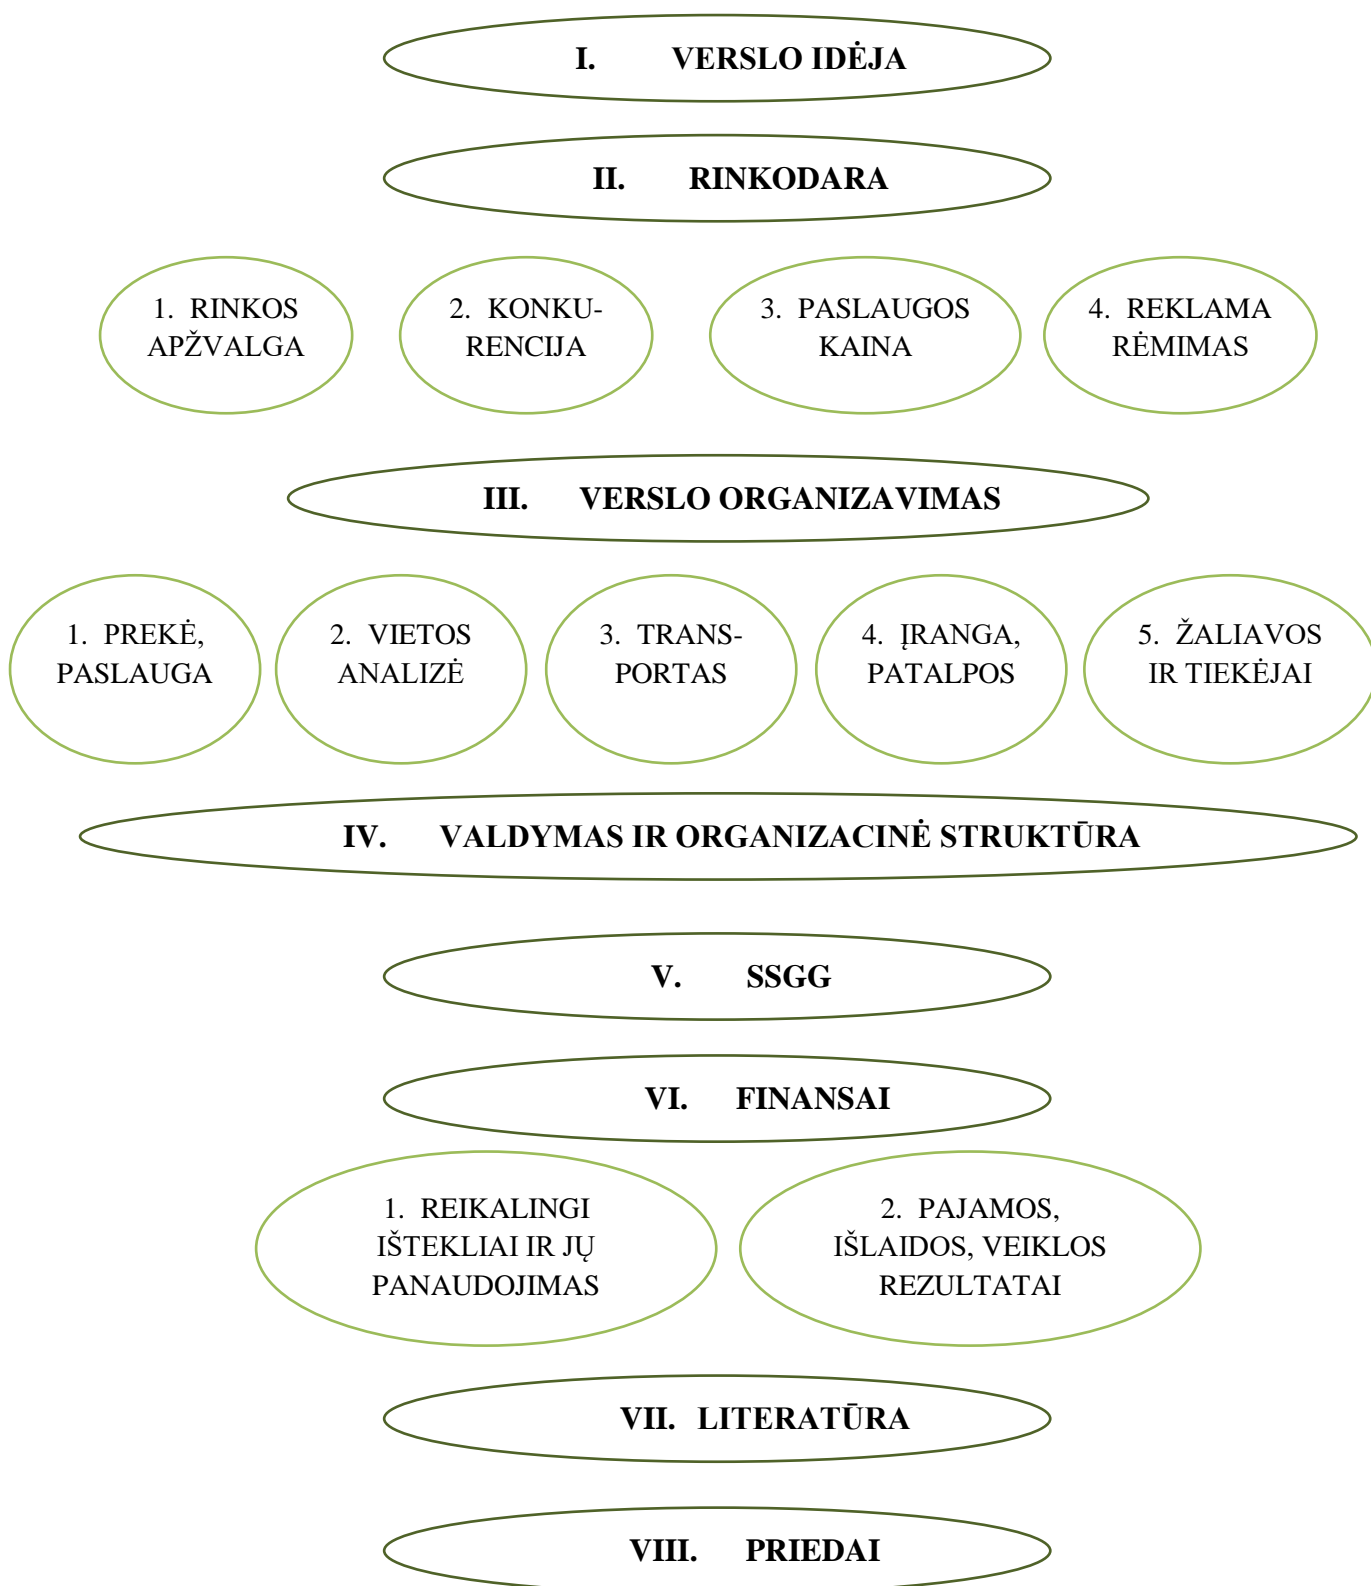 I. VERSLO IDĖJA
II. RINKODARA
1. RINKOS
APŽVALGA
2. KONKU-
RENCIJA
3. PASLAUGOS
KAINA
4. REKLAMA
RĖMIMAS
III. VERSLO ORGANIZAVIMAS
1. PREKĖ,
PASLAUGA
2. VIETOS
ANALIZĖ
3. TRANS-
PORTAS
4. ĮRANGA,
PATALPOS
5. ŽALIAVOS
IR TIEKĖJAI
IV. VALDYMAS IR ORGANIZACINĖ STRUKTŪRA
V. SSGG
VI. FINANSAI
1. REIKALINGI
IŠTEKLIAI IR JŲ
PANAUDOJIMAS
2. PAJAMOS,
IŠLAIDOS, VEIKLOS
REZULTATAI
VII. LITERATŪRA
VIII. PRIEDAI